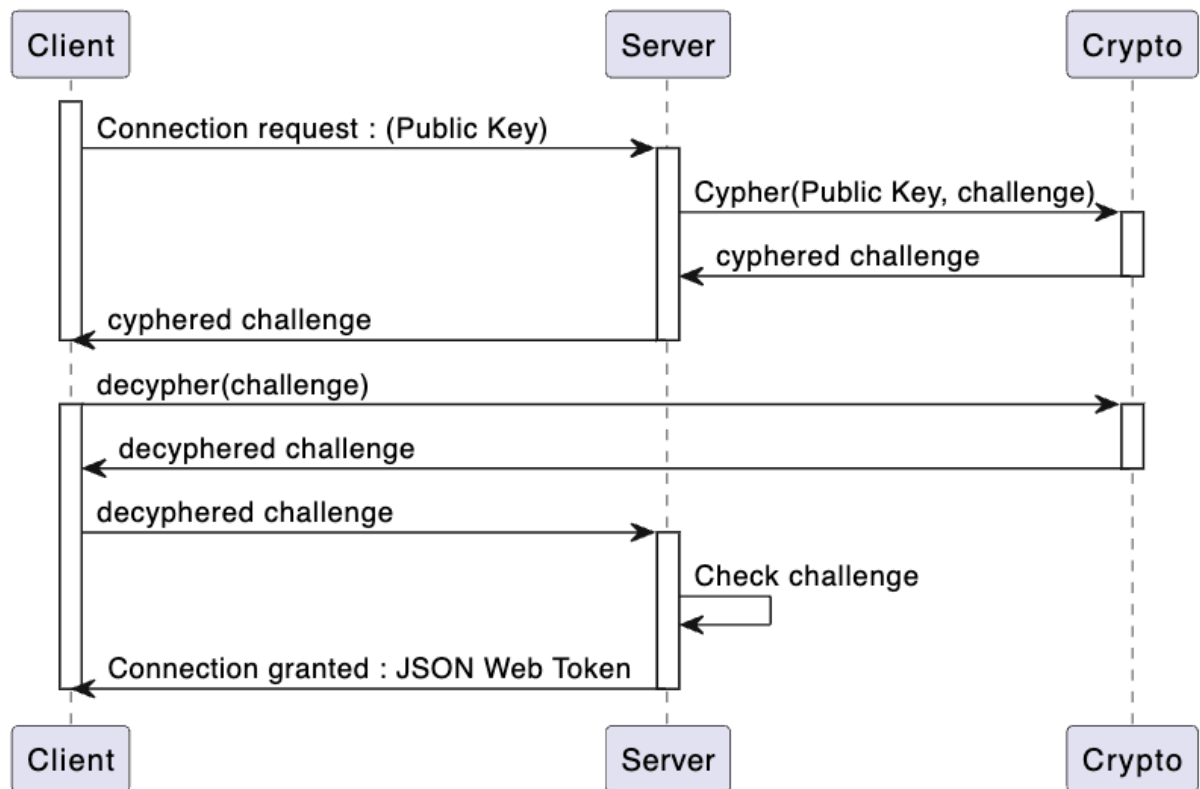 Client
Server
Crypto
Connection request : (Public Key)
Cypher(Public Key, challenge)
cyphered challenge
cyphered challenge
decypher(challenge)
decyphered challenge
decyphered challenge
Check challenge
Connection granted : JSON Web Token
Client
Server
Crypto